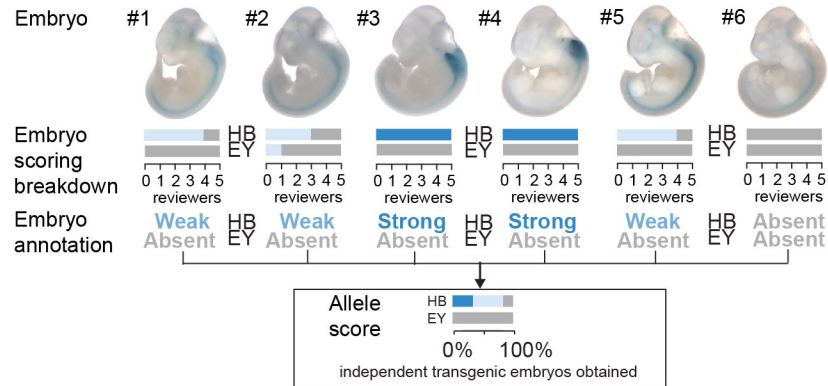 Embryo #1 #2 #3 #4 #5 #6
Embryo scoring breakdown
HB HB HB
EY EY EY
0 1 2 3 4 5 0 1 2 3 4 5 0 1 2 3 4 5 0 1 2 3 4 5 0 1 2 3 4 5 0 1 2 3 4 5
reviewers reviewers reviewers reviewers reviewers reviewers
Embryo annotation
Weak HB Weak Strong HB Strong Weak HB Absent
Absent EY Absent Absent EY Absent Absent EY Absent
Allele score
HB
EY
0% 100%
independent transgenic embryos obtained